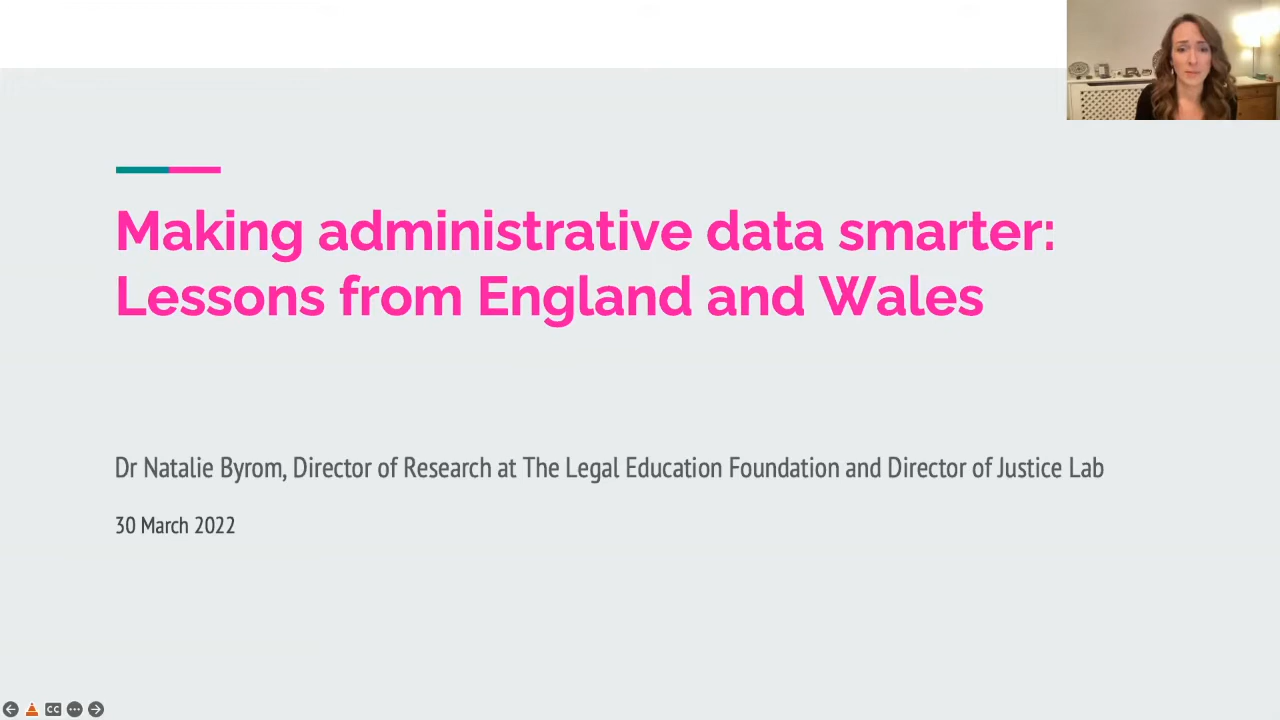 Making administrative data smarter:
Lessons from England and Wales
Dr Natalie Byrom, Director of Research at The Legal Education Foundation and Director of Justice Lab
30 March 2022
CC